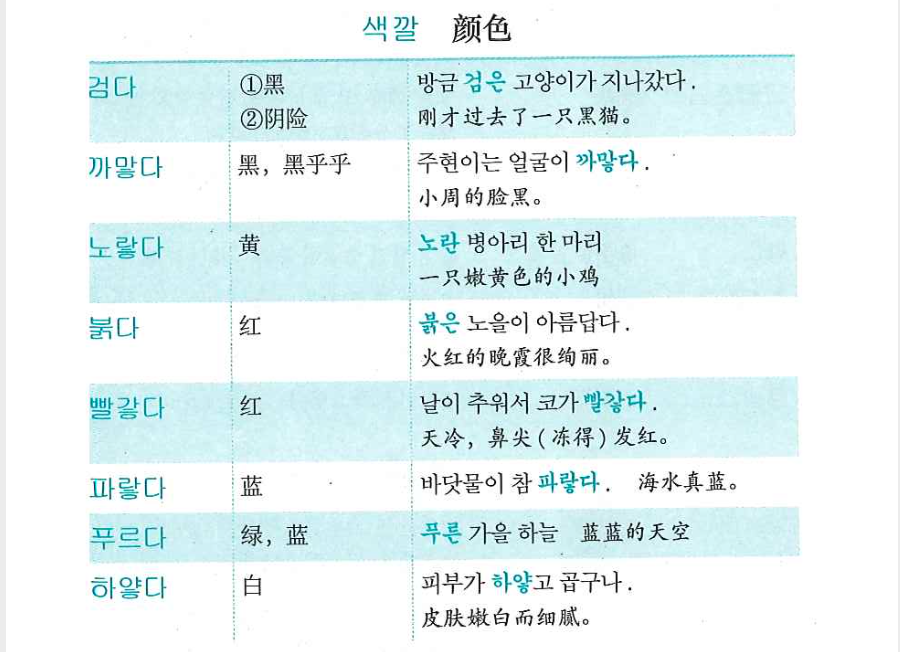 색깔 颜色
검다 ①黑 방금 검은 고양이가 지나갔다.
②阴险 刚才过去了一只黑猫。
까맣다 黑，黑乎乎 주현이는 얼굴이 까맣다.
小周的脸黑。
노랗다 黄 노란 병아리 한 마리
一只嫩黄色的小鸡
붉다 红 붉은 노을이 아름답다.
火红的晚霞很绚丽。
빨갛다 红 날이 추워서 코가 빨갛다.
天冷，鼻尖(冻得)发红。
파랗다 蓝 바닷물이 참 파랗다. 海水真蓝。
푸르다 绿，蓝 푸른 가을 하늘 蓝蓝的天空
하얗다 白 피부가 하얗고 곱구나.
皮肤嫩白而细腻。